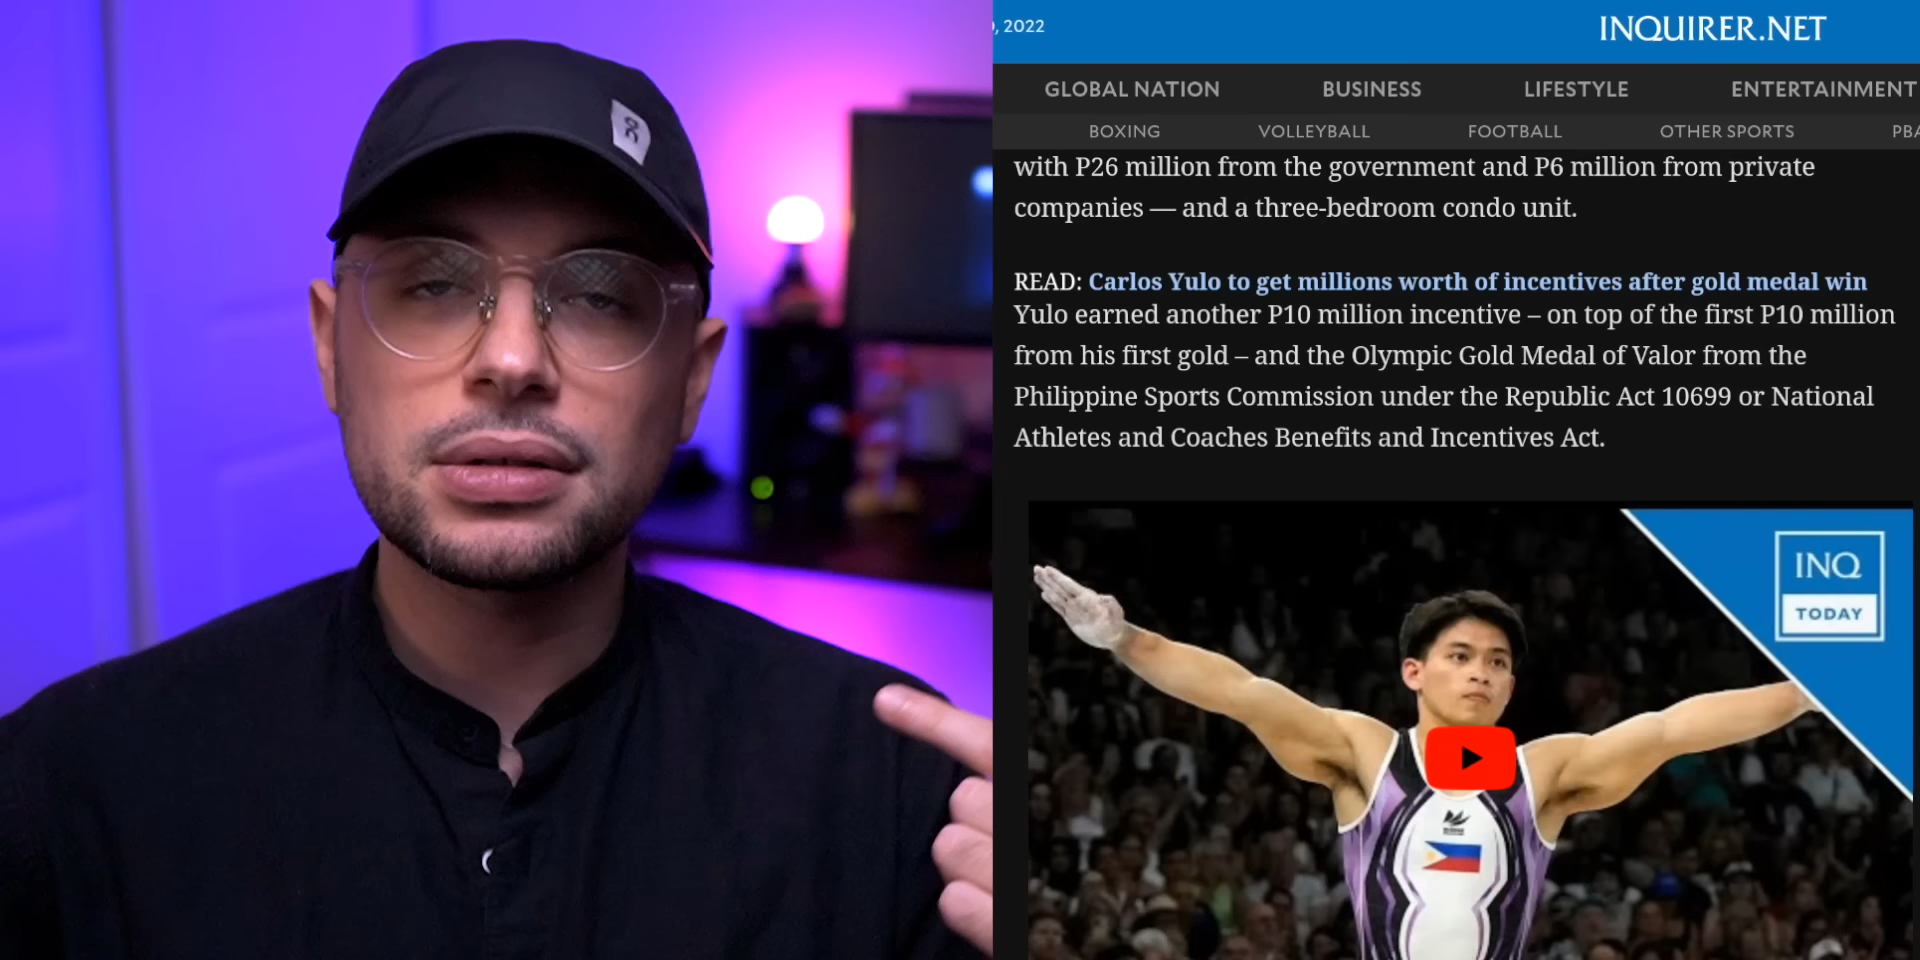 , 2022
INQUIRER.NET
GLOBAL NATION BUSINESS LIFESTYLE ENTERTAINMENT
BOXING VOLLEYBALL FOOTBALL OTHER SPORTS PBA
with P26 million from the government and P6 million from private
companies — and a three-bedroom condo unit.
READ: Carlos Yulo to get millions worth of incentives after gold medal win
Yulo earned another P10 million incentive – on top of the first P10 million
from his first gold – and the Olympic Gold Medal of Valor from the
Philippine Sports Commission under the Republic Act 10699 or National
Athletes and Coaches Benefits and Incentives Act.
INQ
TODAY